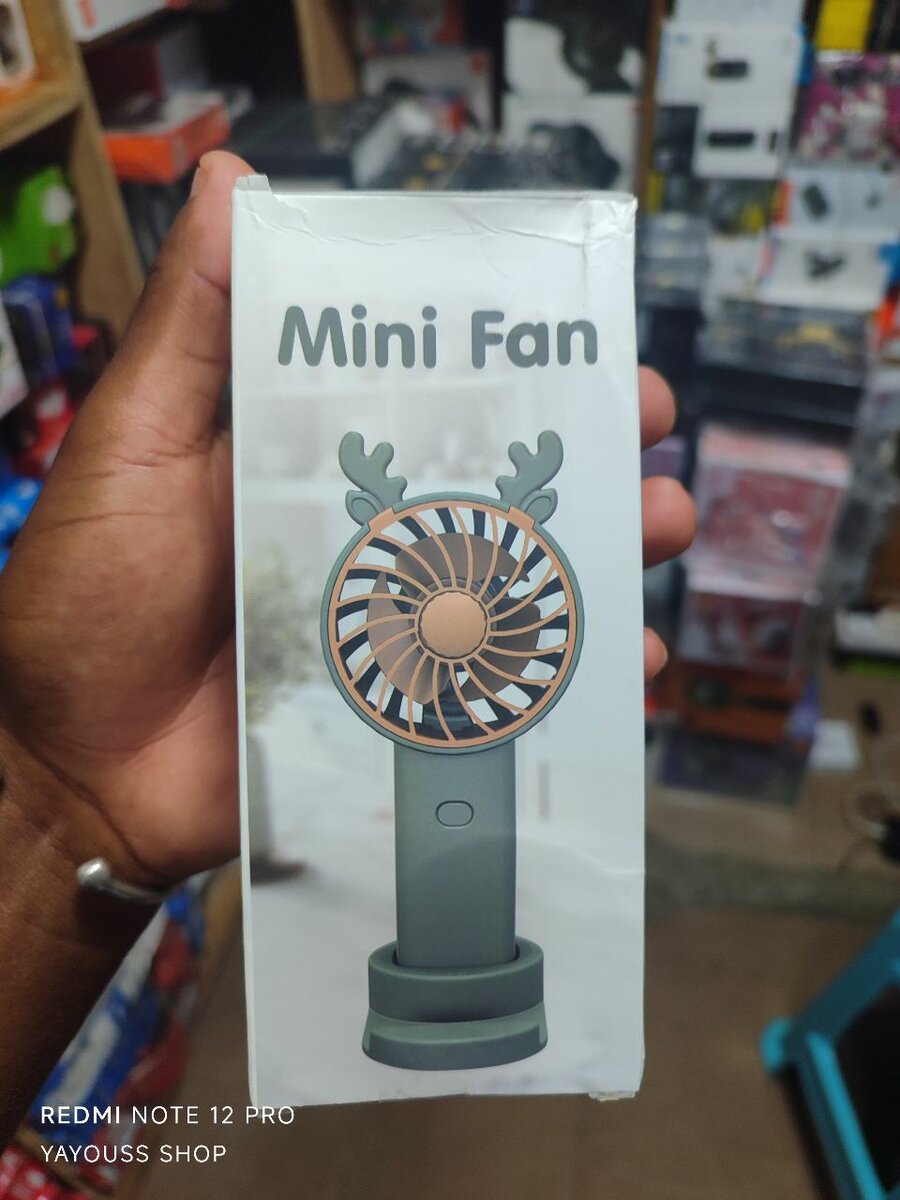 Mini Fan
REDMI NOTE 12 PRO
YAYOUSS SHOP